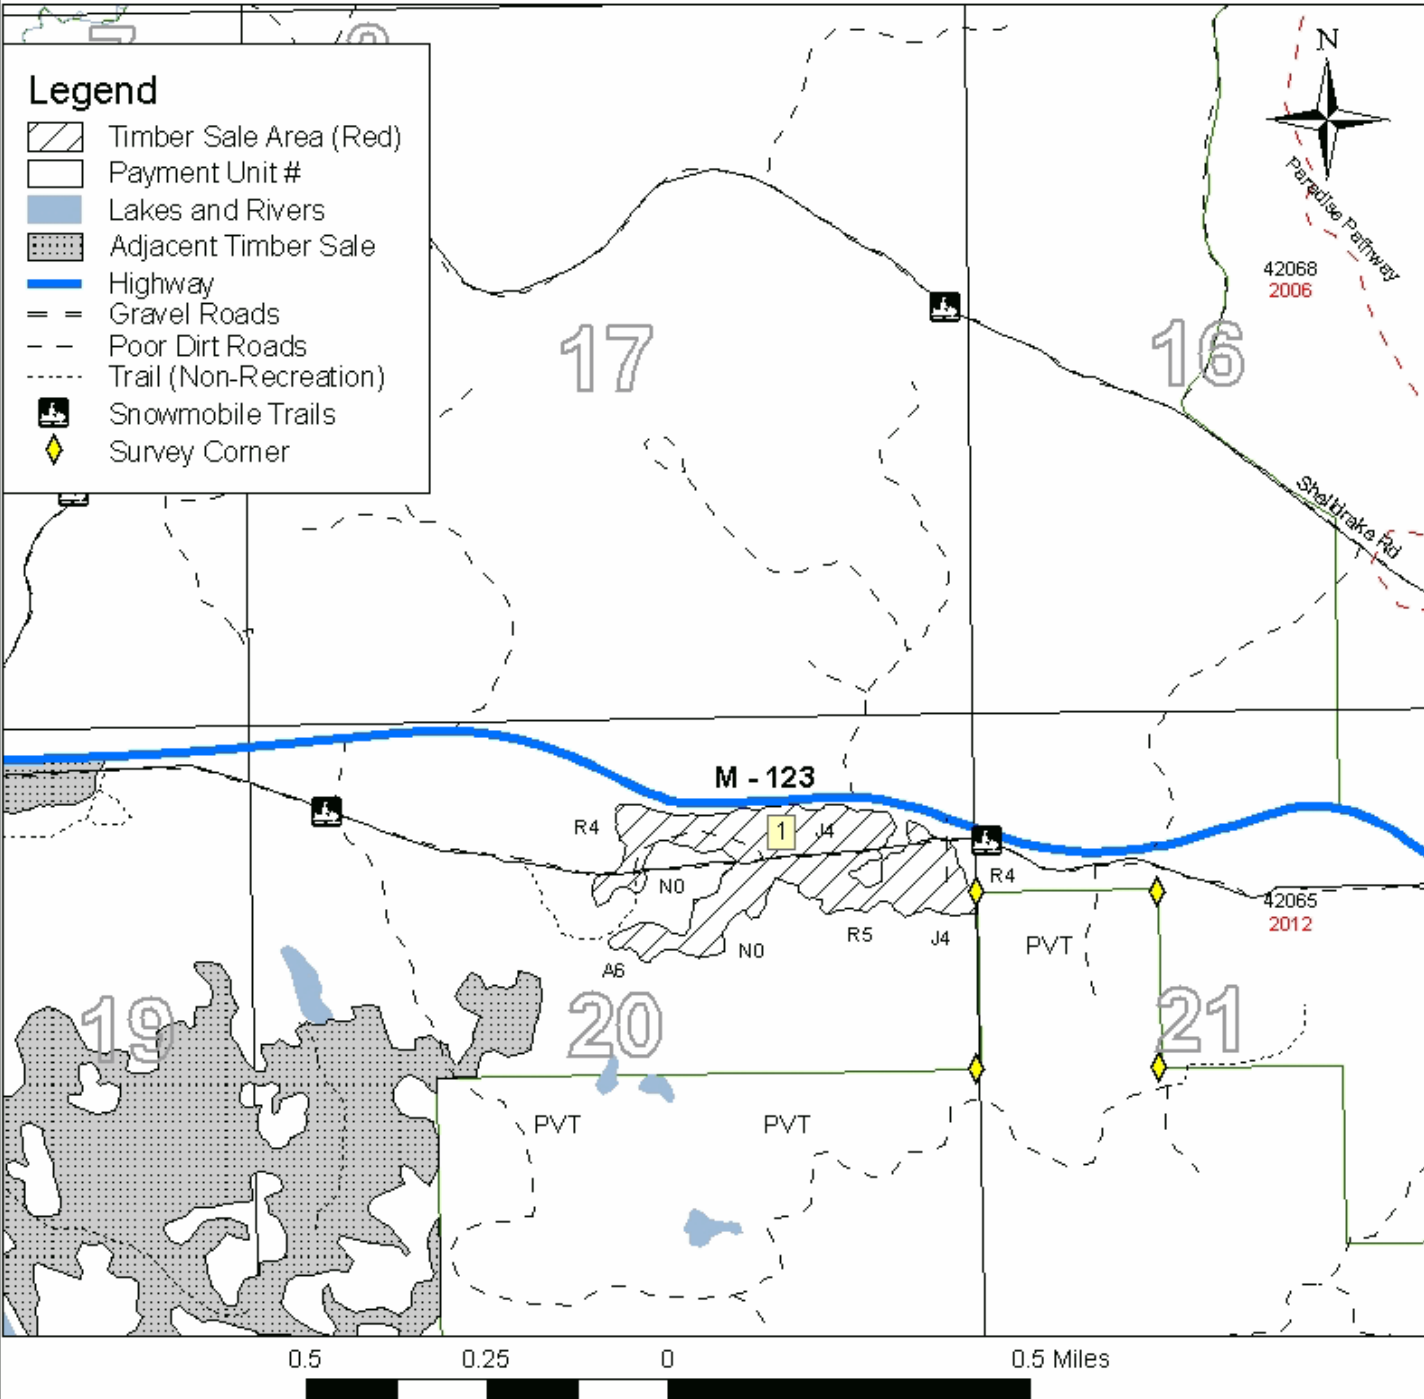 N
Legend
Timber Sale Area (Red)
Payment Unit #
Lakes and Rivers
Adjacent Timber Sale
Highway
Gravel Roads
Poor Dirt Roads
Trail (Non-Recreation)
Snowmobile Trails
Survey Corner
Paradise Pathway
42068
2006
17
16
Shelldrake Rd
M - 123
R4
1
J4
N0
R4
42065
2012
R5
J4
PVT
N0
A6
19
20
21
PVT
PVT
0.5
0.25
0
0.5 Miles